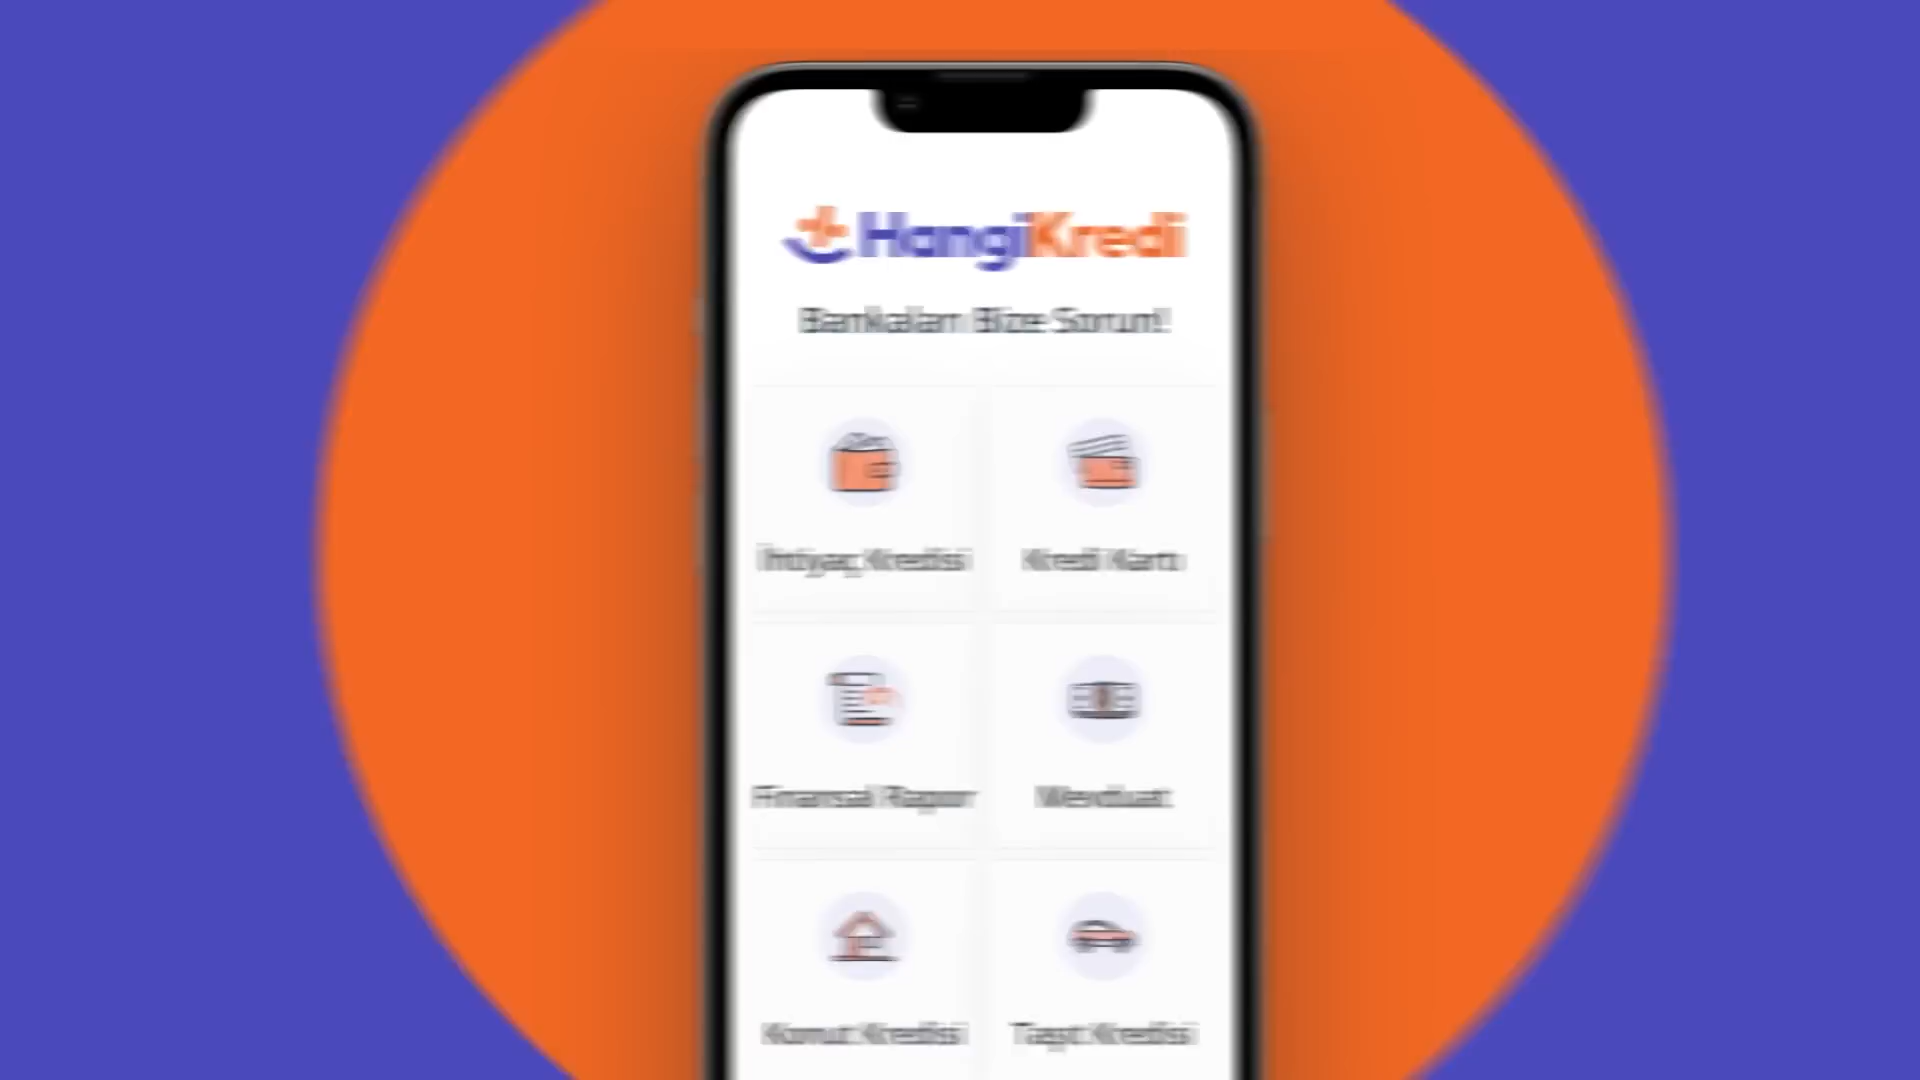 HangiKredi
Bankaları Bize Sorun!
İhtiyaç Kredisi
Kredi Kartı
Finansal Rapor
Mevduat
Konut Kredisi
Taşıt Kredisi